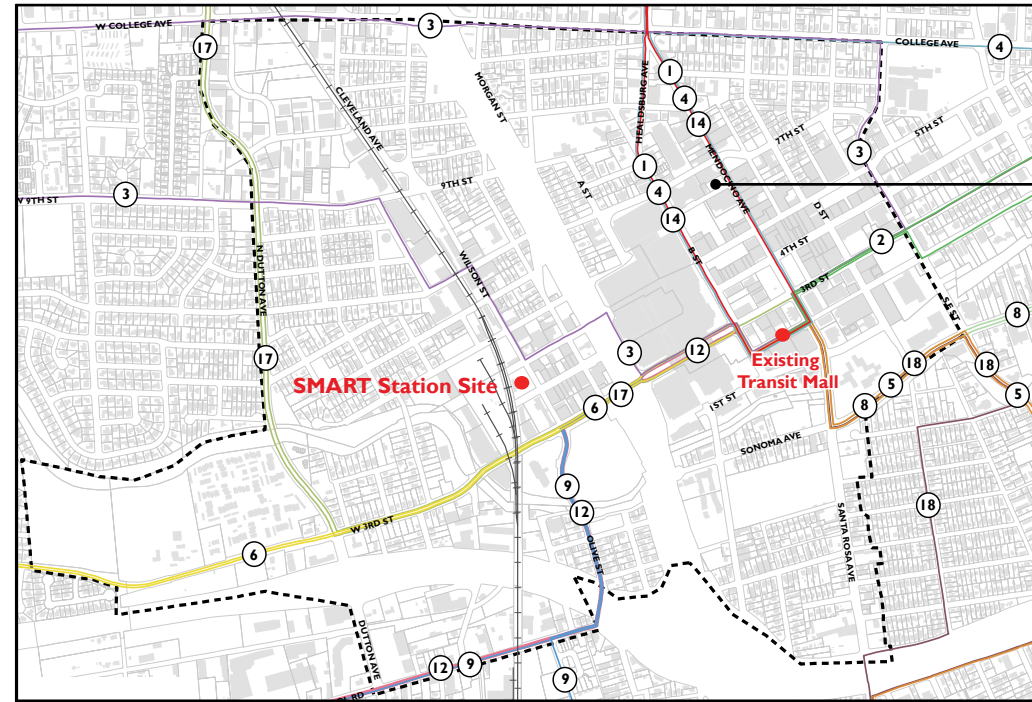 W COLLEGE AVE
3
17
COLLEGE AVE
4
CLEVELAND AVE
MORGAN ST
HEALDSBURG AVE
1
4
14
MENDOCINO AVE
7TH ST
5TH ST
3
9TH ST
A ST
1
4
14
D ST
3
W 9TH ST
B ST
4TH ST
2
N DUTTON AVE
WILSON ST
3RD ST
S E ST
8
17
3
12
Existing
Transit Mall
18
18
SMART Station Site
6
17
1ST ST
8
5
5
SONOMA AVE
9
12
18
W 3RD ST
6
OLIVE ST
SANTA ROSA AVE
DUTTON AVE
12
9
RD
9